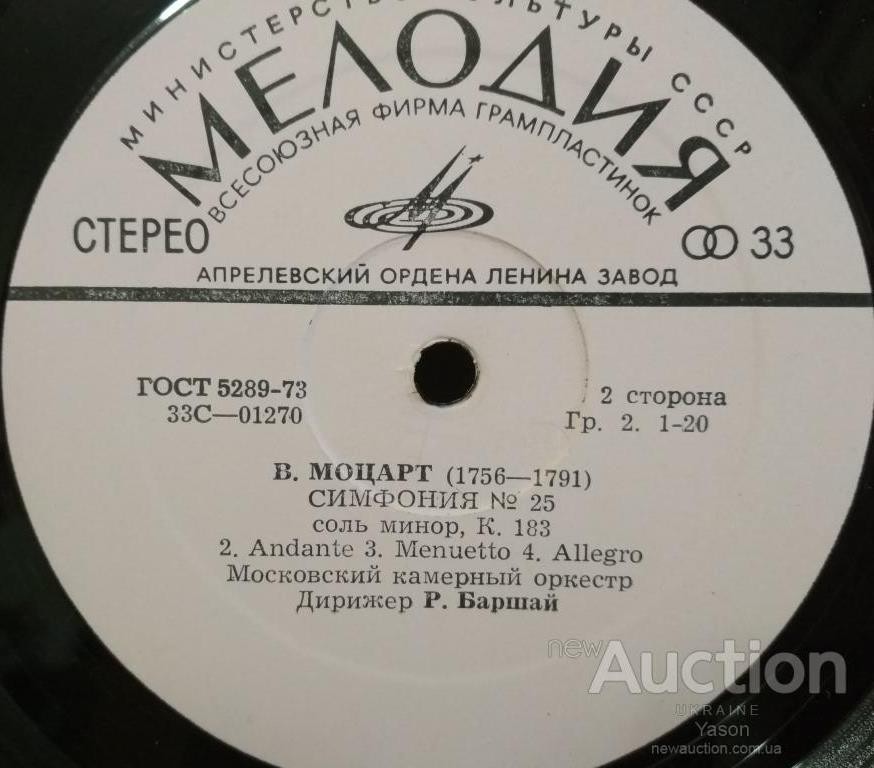 МИНИСТЕРСТВО КУЛЬТУРЫ СССР
МЕЛОДИЯ
ВСЕСОЮЗНАЯ ФИРМА ГРАМПЛАСТИНОК
СТЕРЕО
33
АПРЕЛЕВСКИЙ ОРДЕНА ЛЕНИНА ЗАВОД
ГОСТ 5289-73
33С—01270
2 сторона
Гр. 2. 1-20
В. МОЦАРТ (1756—1791)
СИМФОНИЯ № 25
соль минор, К. 183
2. Andante 3. Menuetto 4. Allegro
Московский камерный оркестр
Дирижер Р. Баршай
new Auction
UKRAINE
Yason
newauction.com.ua